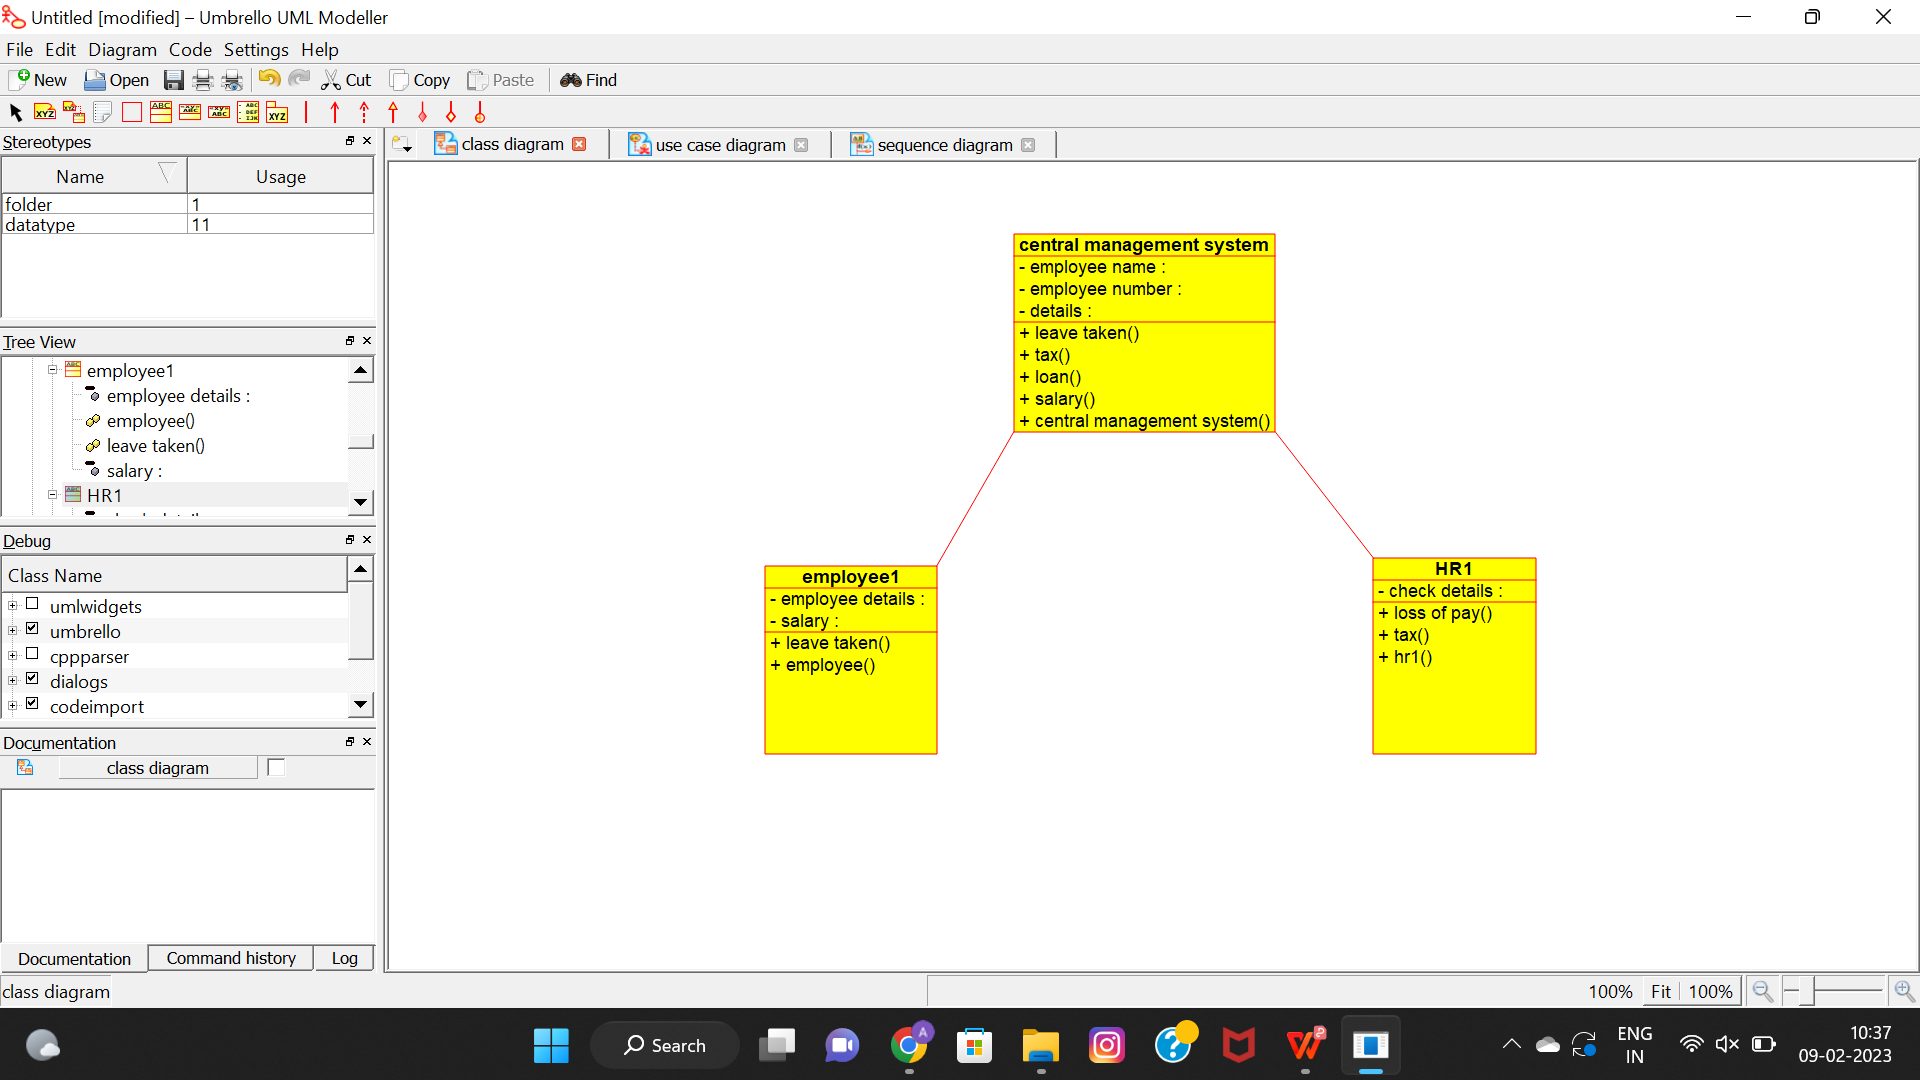 Untitled [modified] – Umbrello UML Modeller
File Edit Diagram Code Settings Help
New Open Cut Copy Paste Find
Stereotypes
Name Usage
folder 1
datatype 11
Tree View
employee1
employee details :
employee()
leave taken()
salary :
HR1
Debug
Class Name
umlwidgets
umbrello
cppparser
dialogs
codeimport
Documentation
class diagram
Documentation Command history Log
class diagram use case diagram sequence diagram
central management system
- employee name :
- employee number :
- details :
+ leave taken()
+ tax()
+ loan()
+ salary()
+ central management system()
employee1
- employee details :
- salary :
+ leave taken()
+ employee()
HR1
- check details :
+ loss of pay()
+ tax()
+ hr1()
class diagram
100% Fit 100%
Search
ENG
IN
10:37
09-02-2023